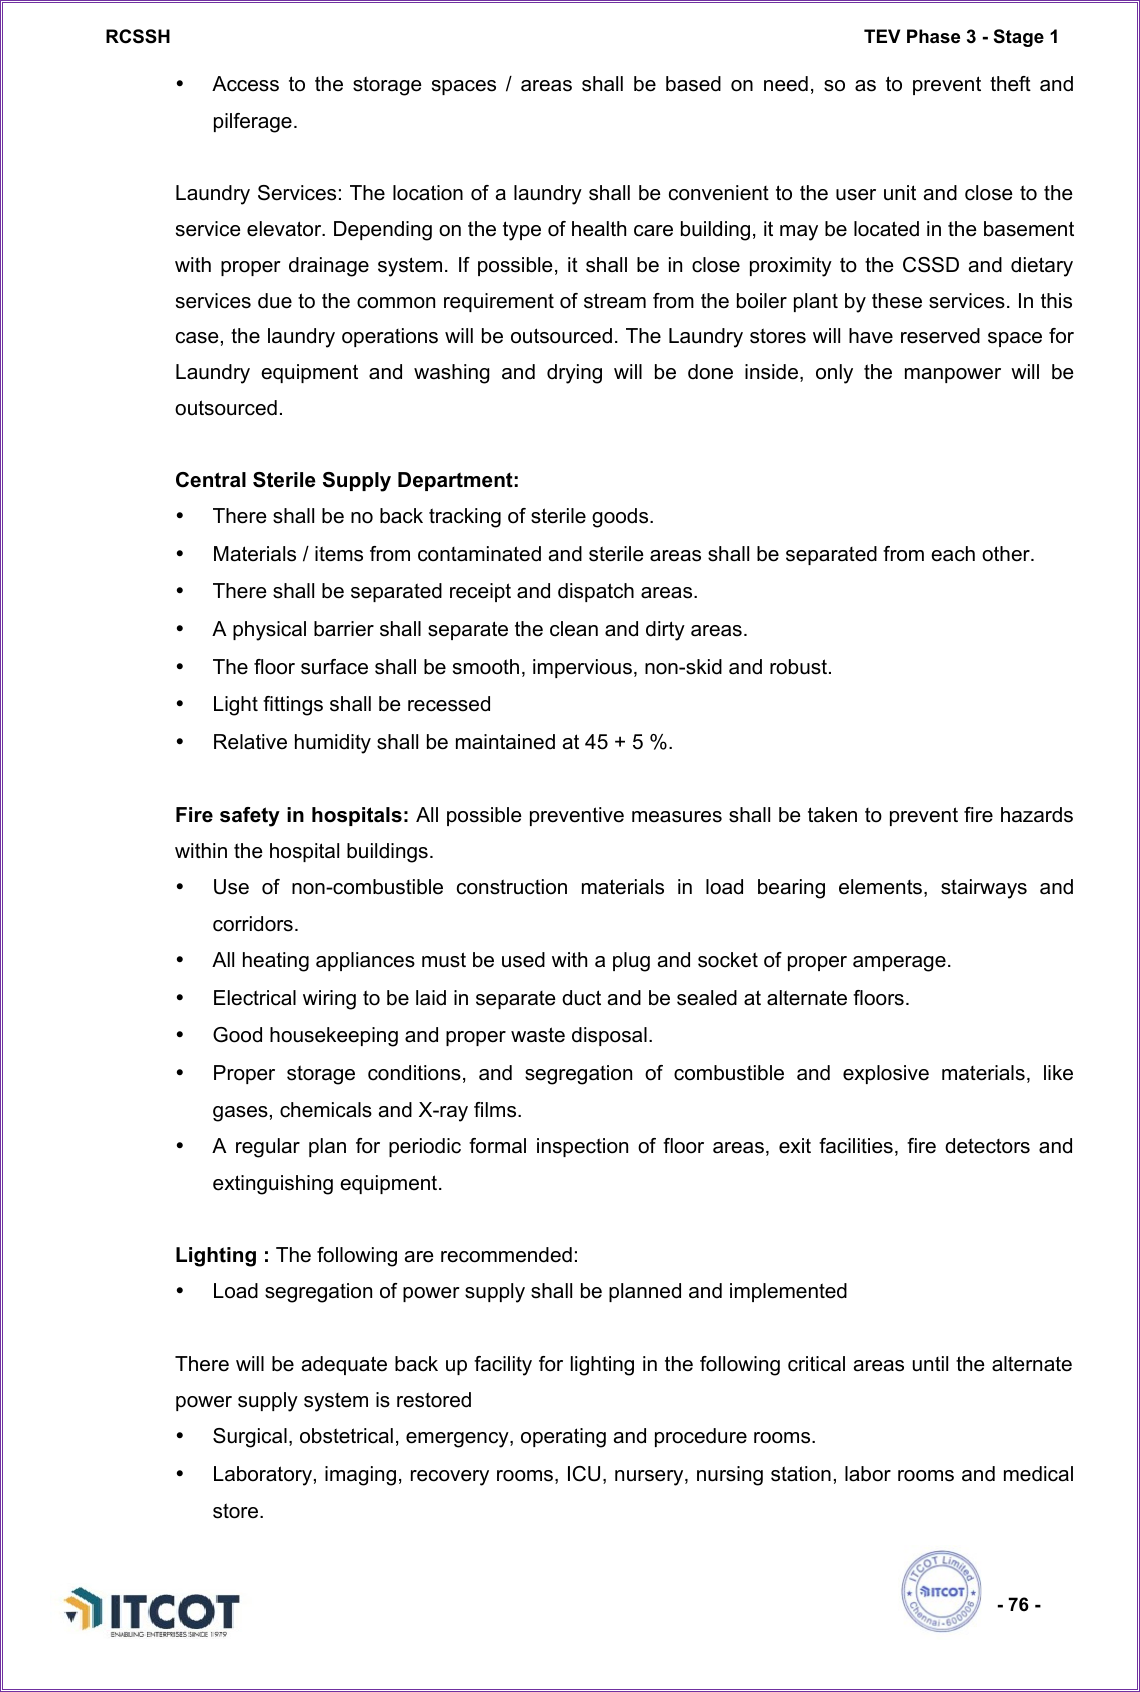 RCSSH TEV Phase 3 - Stage 1
• Access to the storage spaces / areas shall be based on need, so as to prevent theft and
pilferage.
Laundry Services: The location of a laundry shall be convenient to the user unit and close to the
service elevator. Depending on the type of health care building, it may be located in the basement
with proper drainage system. If possible, it shall be in close proximity to the CSSD and dietary
services due to the common requirement of stream from the boiler plant by these services. In this
case, the laundry operations will be outsourced. The Laundry stores will have reserved space for
Laundry equipment and washing and drying will be done inside, only the manpower will be
outsourced.
Central Sterile Supply Department:
• There shall be no back tracking of sterile goods.
• Materials / items from contaminated and sterile areas shall be separated from each other.
• There shall be separated receipt and dispatch areas.
• A physical barrier shall separate the clean and dirty areas.
• The floor surface shall be smooth, impervious, non-skid and robust.
• Light fittings shall be recessed
• Relative humidity shall be maintained at 45 + 5 %.
Fire safety in hospitals: All possible preventive measures shall be taken to prevent fire hazards
within the hospital buildings.
• Use of non-combustible construction materials in load bearing elements, stairways and
corridors.
• All heating appliances must be used with a plug and socket of proper amperage.
• Electrical wiring to be laid in separate duct and be sealed at alternate floors.
• Good housekeeping and proper waste disposal.
• Proper storage conditions, and segregation of combustible and explosive materials, like
gases, chemicals and X-ray films.
• A regular plan for periodic formal inspection of floor areas, exit facilities, fire detectors and
extinguishing equipment.
Lighting : The following are recommended:
• Load segregation of power supply shall be planned and implemented
There will be adequate back up facility for lighting in the following critical areas until the alternate
power supply system is restored
• Surgical, obstetrical, emergency, operating and procedure rooms.
• Laboratory, imaging, recovery rooms, ICU, nursery, nursing station, labor rooms and medical
store.
ITCOT
ENABLING ENTERPRISES SINCE 1979
ITCOT Limited
ITCOT
Chennai-600006
- 76 -